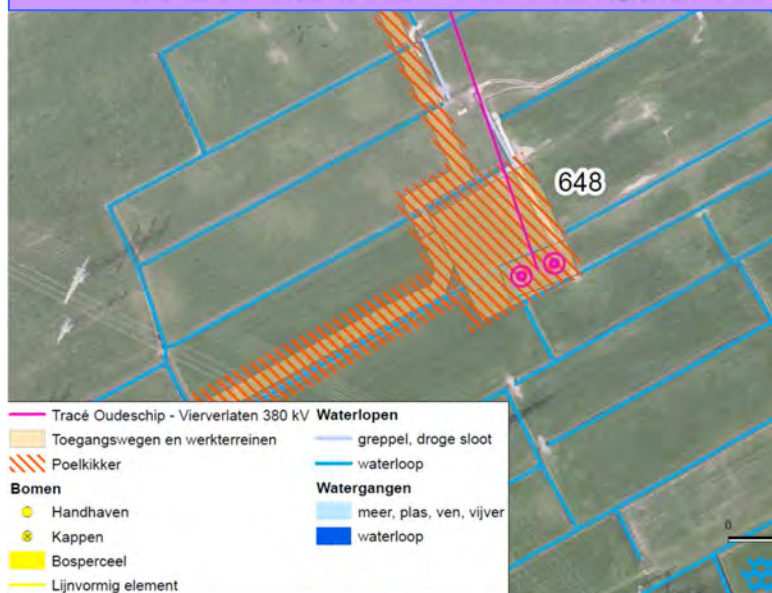 648
Tracé Oudeschip - Vierverlaten 380 kV
Toegangswegen en werkterreinen
Poelkikker
Bomen
Handhaven
Kappen
Bosperceel
Lijnvormig element
Waterlopen
greppel, droge sloot
waterloop
Watergangen
meer, plas, ven, vijver
waterloop
0